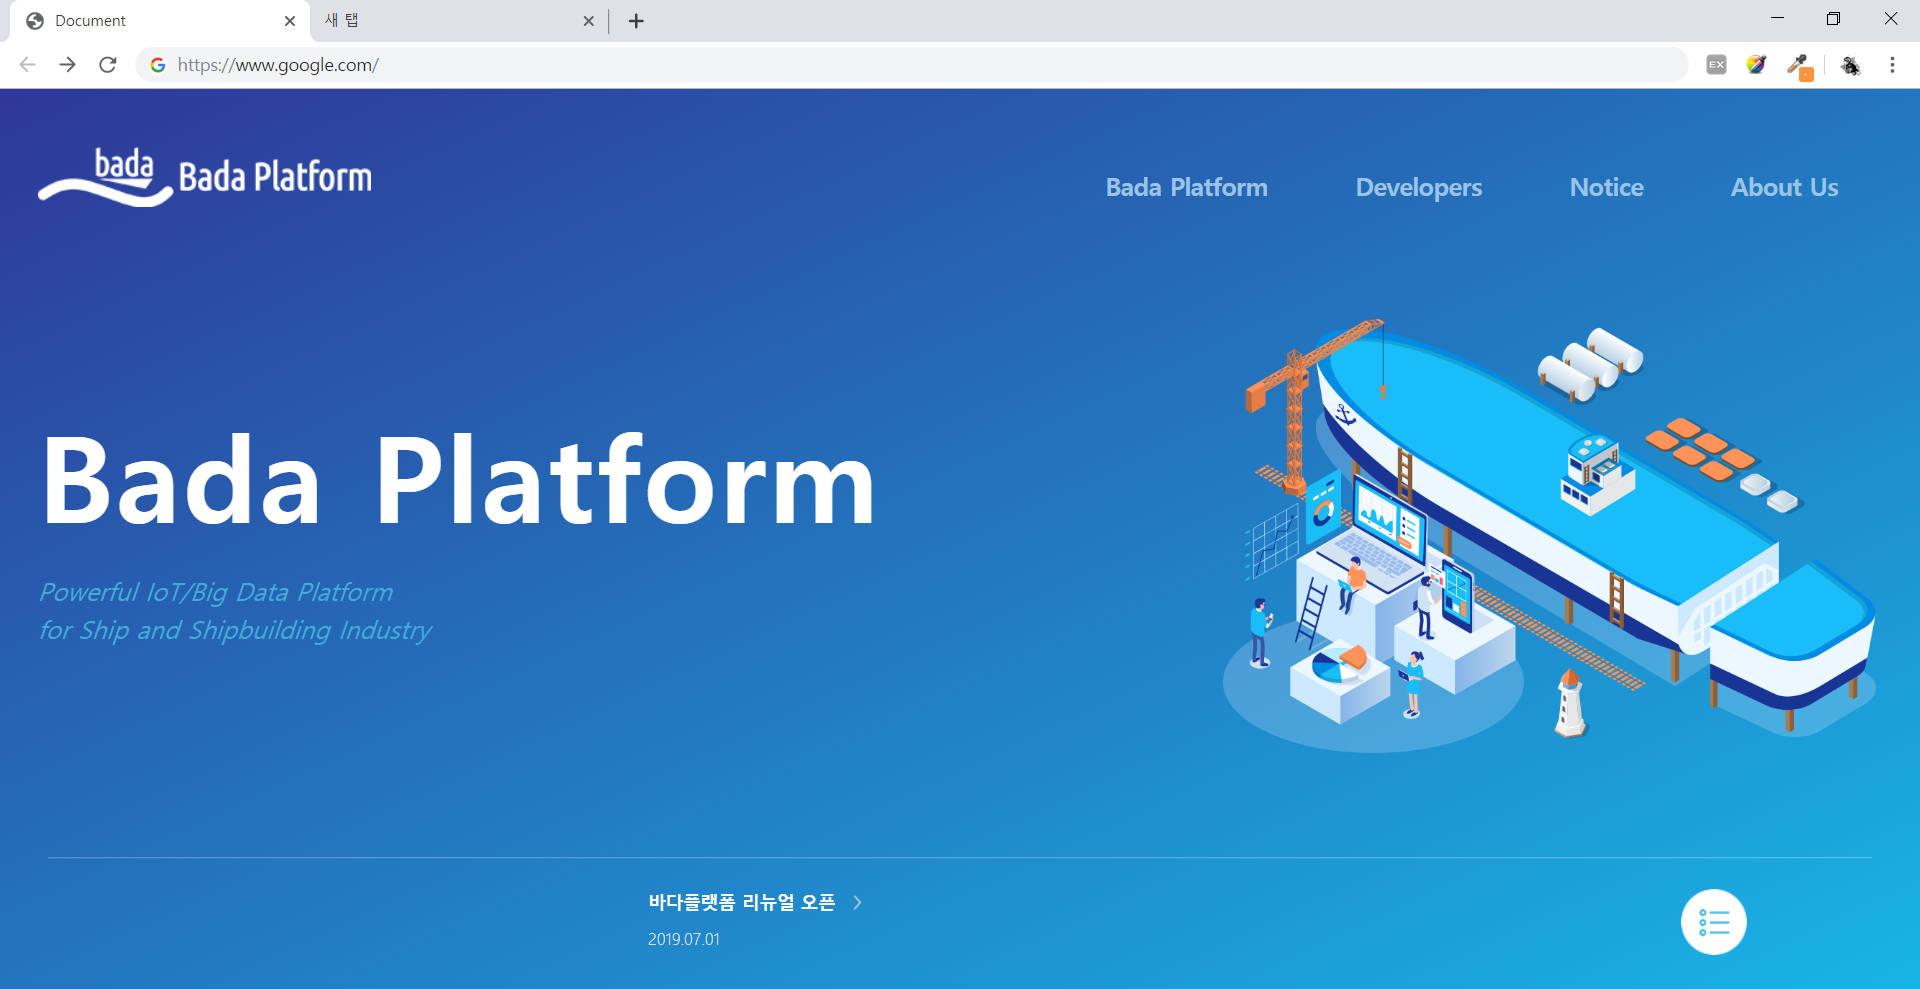 Document
새 탭
https://www.google.com/
EX
bada
Bada Platform
Bada Platform
Developers
Notice
About Us
Bada Platform
Powerful IoT/Big Data Platform
for Ship and Shipbuilding Industry
바다플랫폼 리뉴얼 오픈
2019.07.01